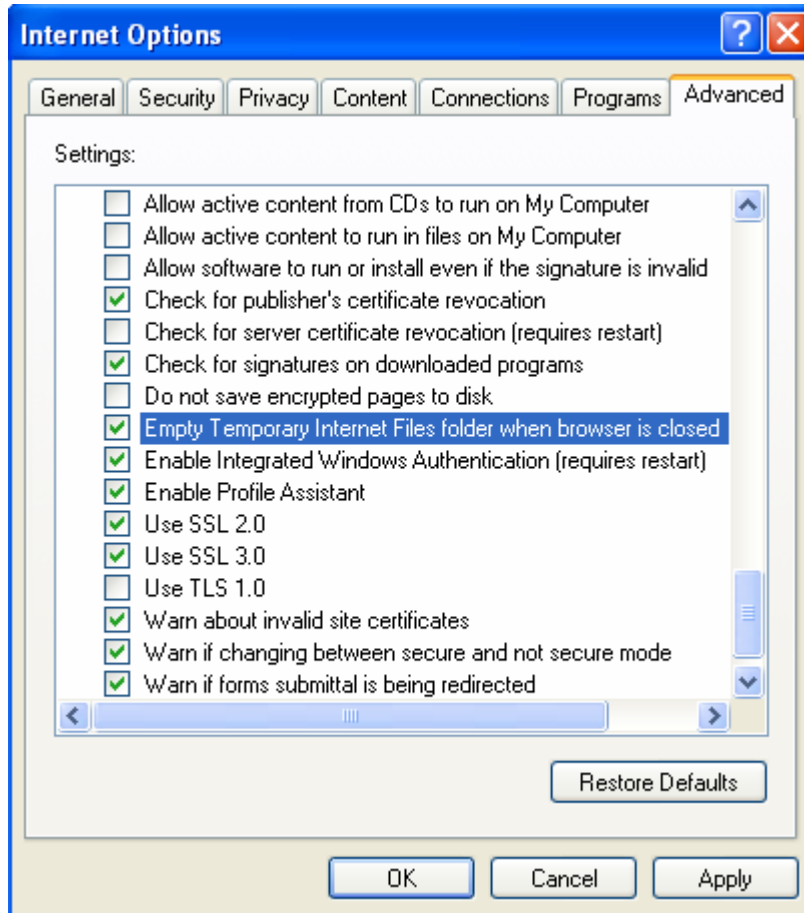 Internet Options
General Security Privacy Content Connections Programs Advanced
Settings:
Allow active content from CDs to run on My Computer
Allow active content to run in files on My Computer
Allow software to run or install even if the signature is invalid
Check for publisher's certificate revocation
Check for server certificate revocation (requires restart)
Check for signatures on downloaded programs
Do not save encrypted pages to disk
Empty Temporary Internet Files folder when browser is closed
Enable Integrated Windows Authentication (requires restart)
Enable Profile Assistant
Use SSL 2.0
Use SSL 3.0
Use TLS 1.0
Warn about invalid site certificates
Warn if changing between secure and not secure mode
Warn if forms submittal is being redirected
Restore Defaults
OK Cancel Apply